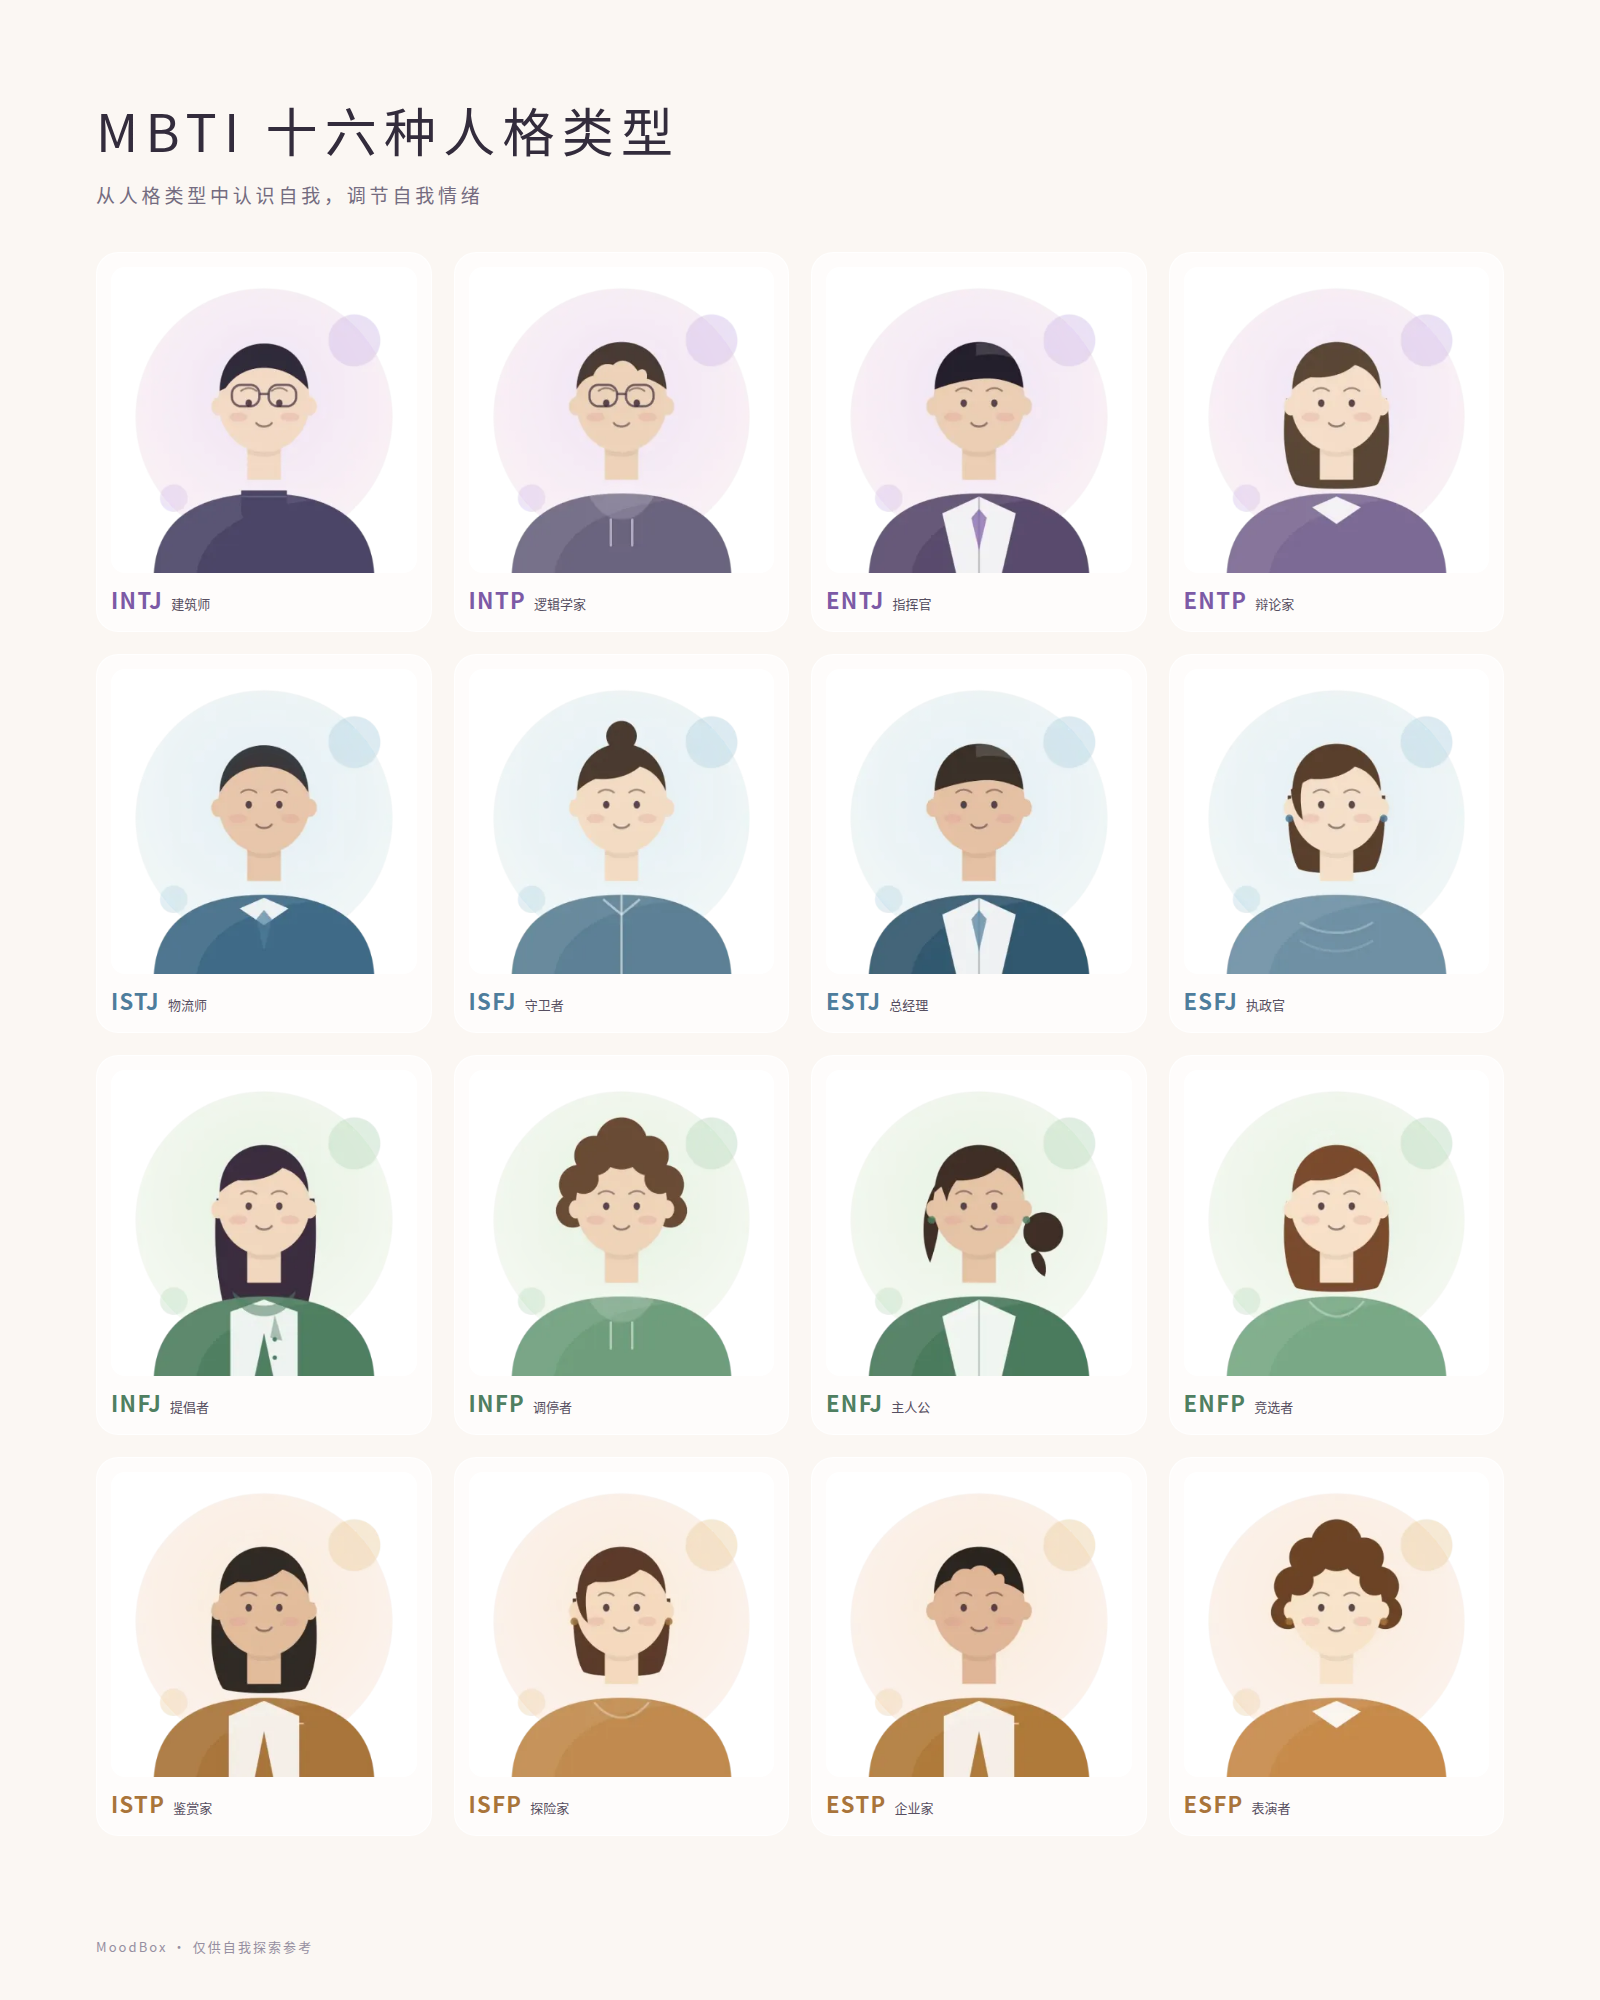 MBTI 十六种人格类型
从人格类型中认识自我，调节自我情绪
INTJ 建筑师
INTP 逻辑学家
ENTJ 指挥官
ENTP 辩论家
ISTJ 物流师
ISFJ 守卫者
ESTJ 总经理
ESFJ 执政官
INFJ 提倡者
INFP 调停者
ENFJ 主人公
ENFP 竞选者
ISTP 鉴赏家
ISFP 探险家
ESTP 企业家
ESFP 表演者
MoodBox · 仅供自我探索参考